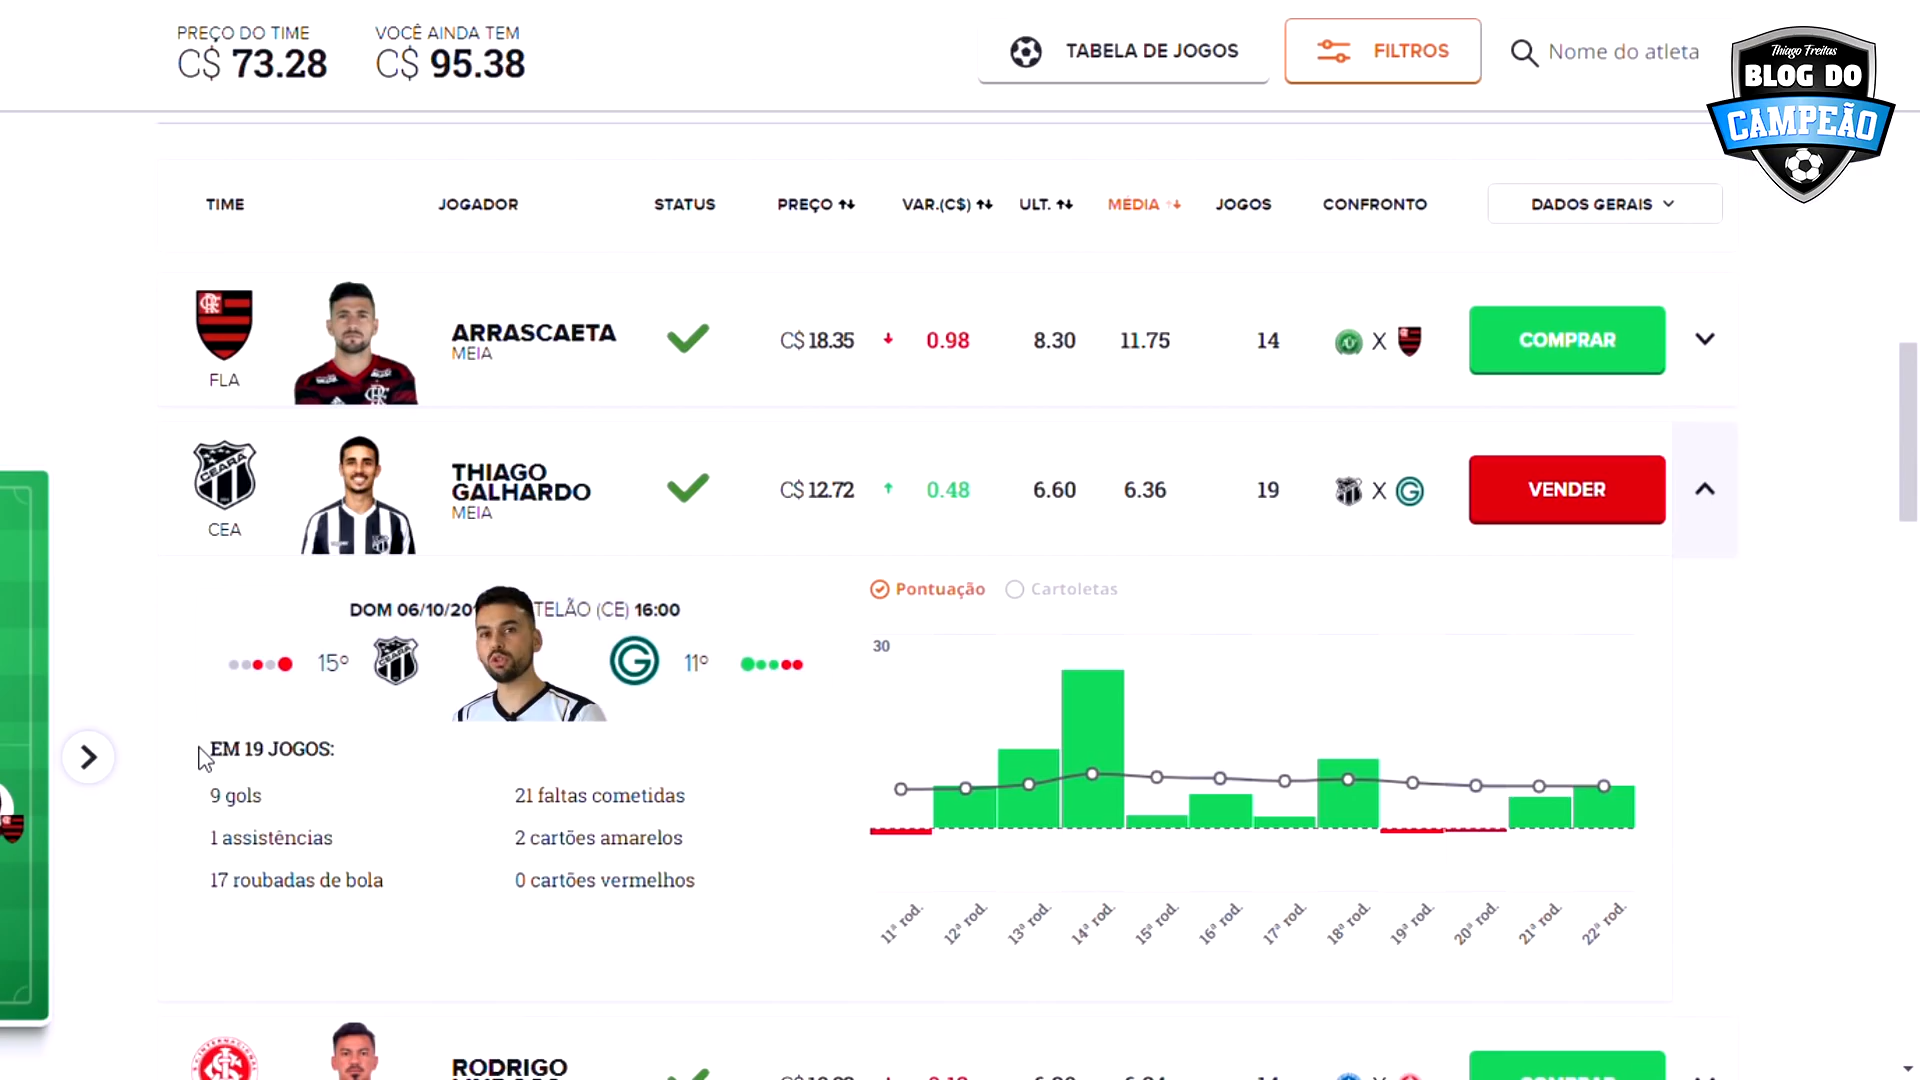 PREÇO DO TIME
C$ 73.28
VOCÊ AINDA TEM
C$ 95.38
TABELA DE JOGOS
FILTROS
Nome do atleta
Thiago Freitas
BLOG DO
CAMPEÃO
TIME JOGADOR STATUS PREÇO VAR.(C$) ULT. MÉDIA JOGOS CONFRONTO DADOS GERAIS
FLA
ARRASCAETA
MEIA
C$ 18.35 0.98 8.30 11.75 14 X COMPRAR
CEARÁ
CEA
THIAGO
GALHARDO
MEIA
C$ 12.72 0.48 6.60 6.36 19 X VENDER
DOM 06/10/20 TELÃO (CE) 16:00
15º
11º
EM 19 JOGOS:
9 gols
1 assistências
17 roubadas de bola
21 faltas cometidas
2 cartões amarelos
0 cartões vermelhos
Pontuação Cartoletas
30
11ª rod. 12ª rod. 13ª rod. 14ª rod. 15ª rod. 16ª rod. 17ª rod. 18ª rod. 19ª rod. 20ª rod. 21ª rod. 22ª rod.
RODRIGO